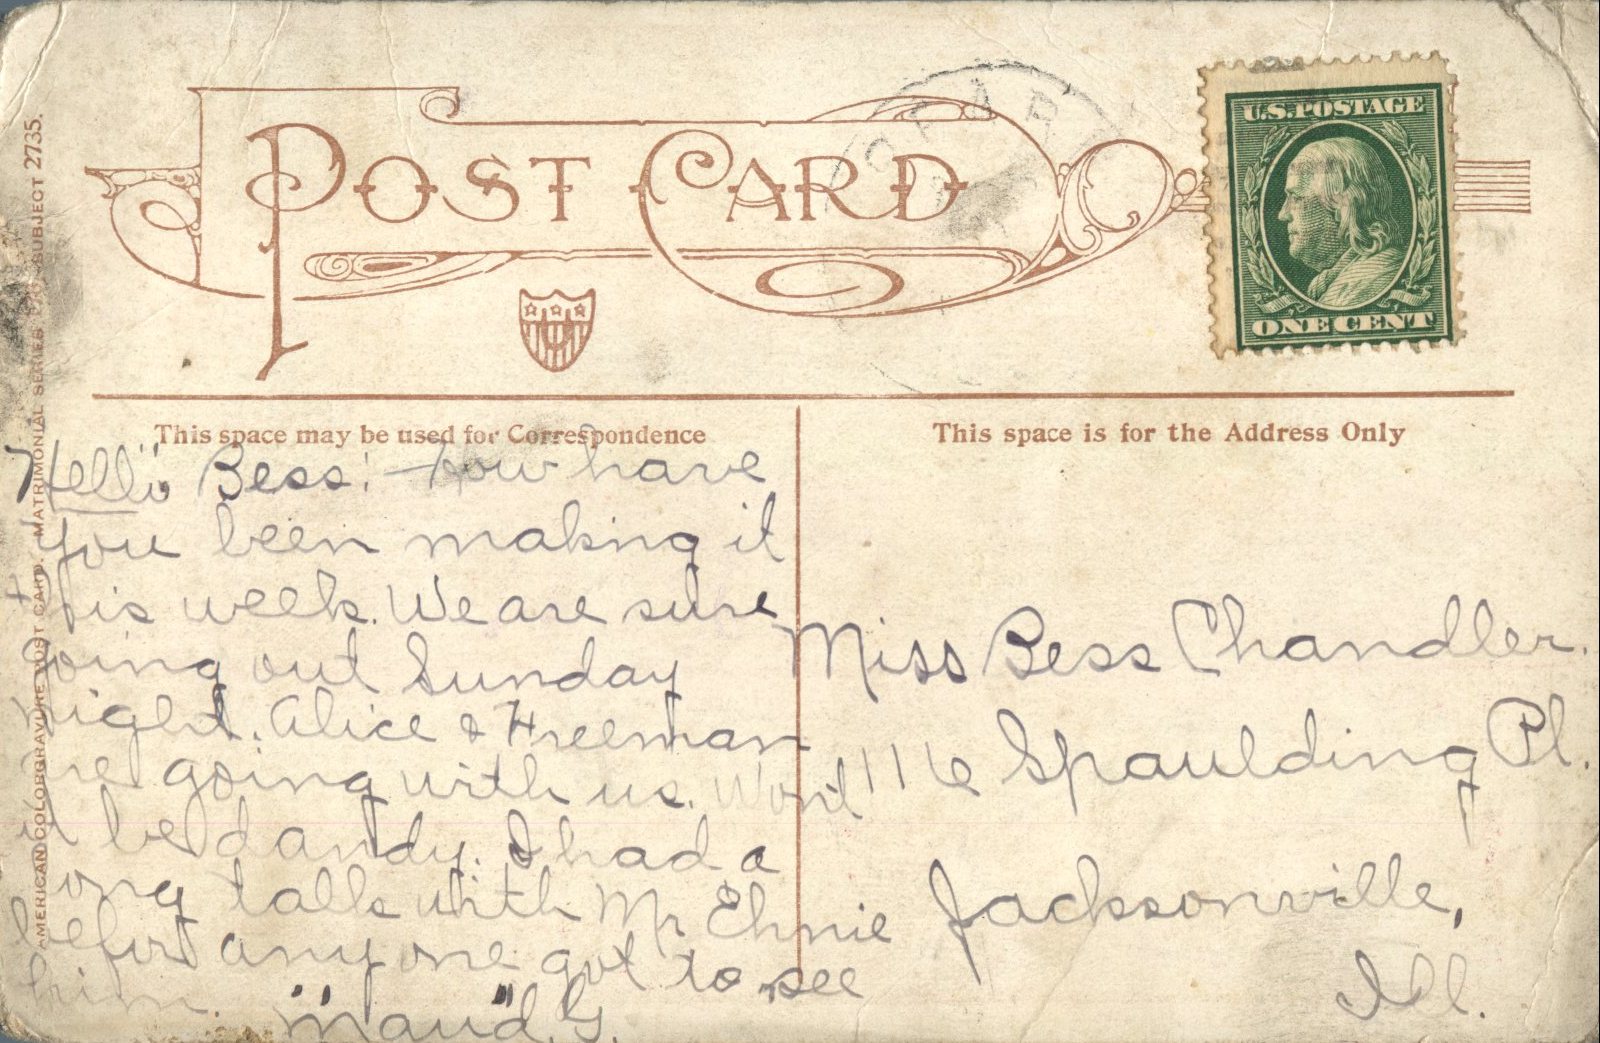 POST CARD
U.S. POSTAGE
ONE CENT
This space may be used for Correspondence
This space is for the Address Only
AMERICAN COLORGRAVURE POST CARD. MATRIMONIAL SERIES SUBJECT 2735.
"Hello" Bess! How have
you been making it
this week. We are sure
going out Sunday
night. Alice & Freeman
are going with us. Wont
it be dandy. I had a
long talk with Mr Ehnie
before any one got to see
him.
"Maud" G.
Miss Bess Chandler.
1116 Spaulding Pl.
Jacksonville,
Ill.